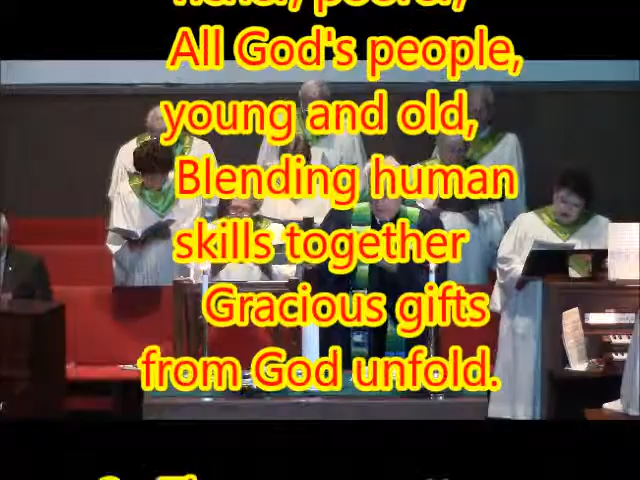 All God's people,
young and old,
Blending human
skills together
Gracious gifts
from God unfold.